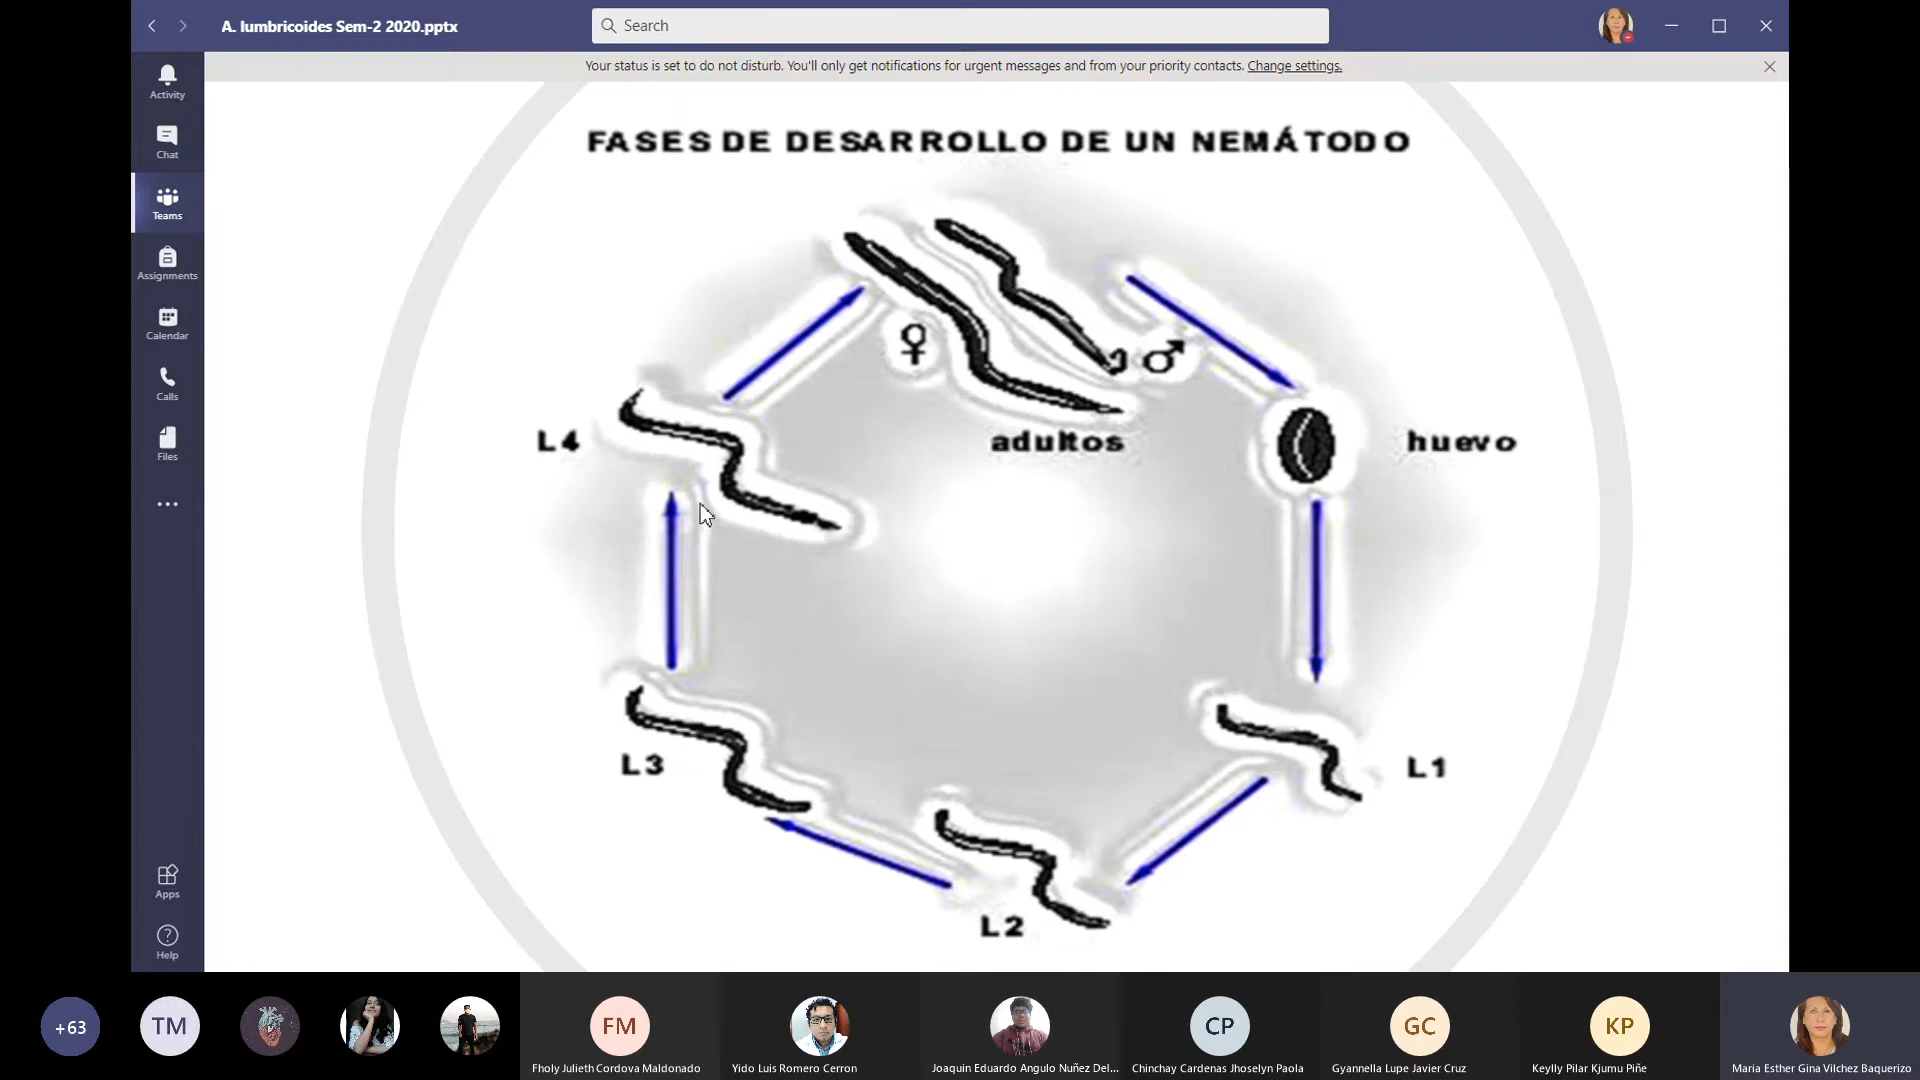 A. lumbricoides Sem-2 2020.pptx
Search
Your status is set to do not disturb. You'll only get notifications for urgent messages and from your priority contacts. Change settings.
Activity
Chat
Teams
Assignments
Calendar
Calls
Files
Apps
Help
FASES DE DESARROLLO DE UN NEMÁTODO
♀
♂
L4
adultos
huevo
L3
L1
L2
+63
TM
FM
CP
GC
KP
Fholy Julieth Cordova Maldonado
Yido Luis Romero Cerron
Joaquin Eduardo Angulo Nuñez Del...
Chinchay Cardenas Jhoselyn Paola
Gyannella Lupe Javier Cruz
Keylly Pilar Kjumu Piñe
Maria Esther Gina Vilchez Baquerizo